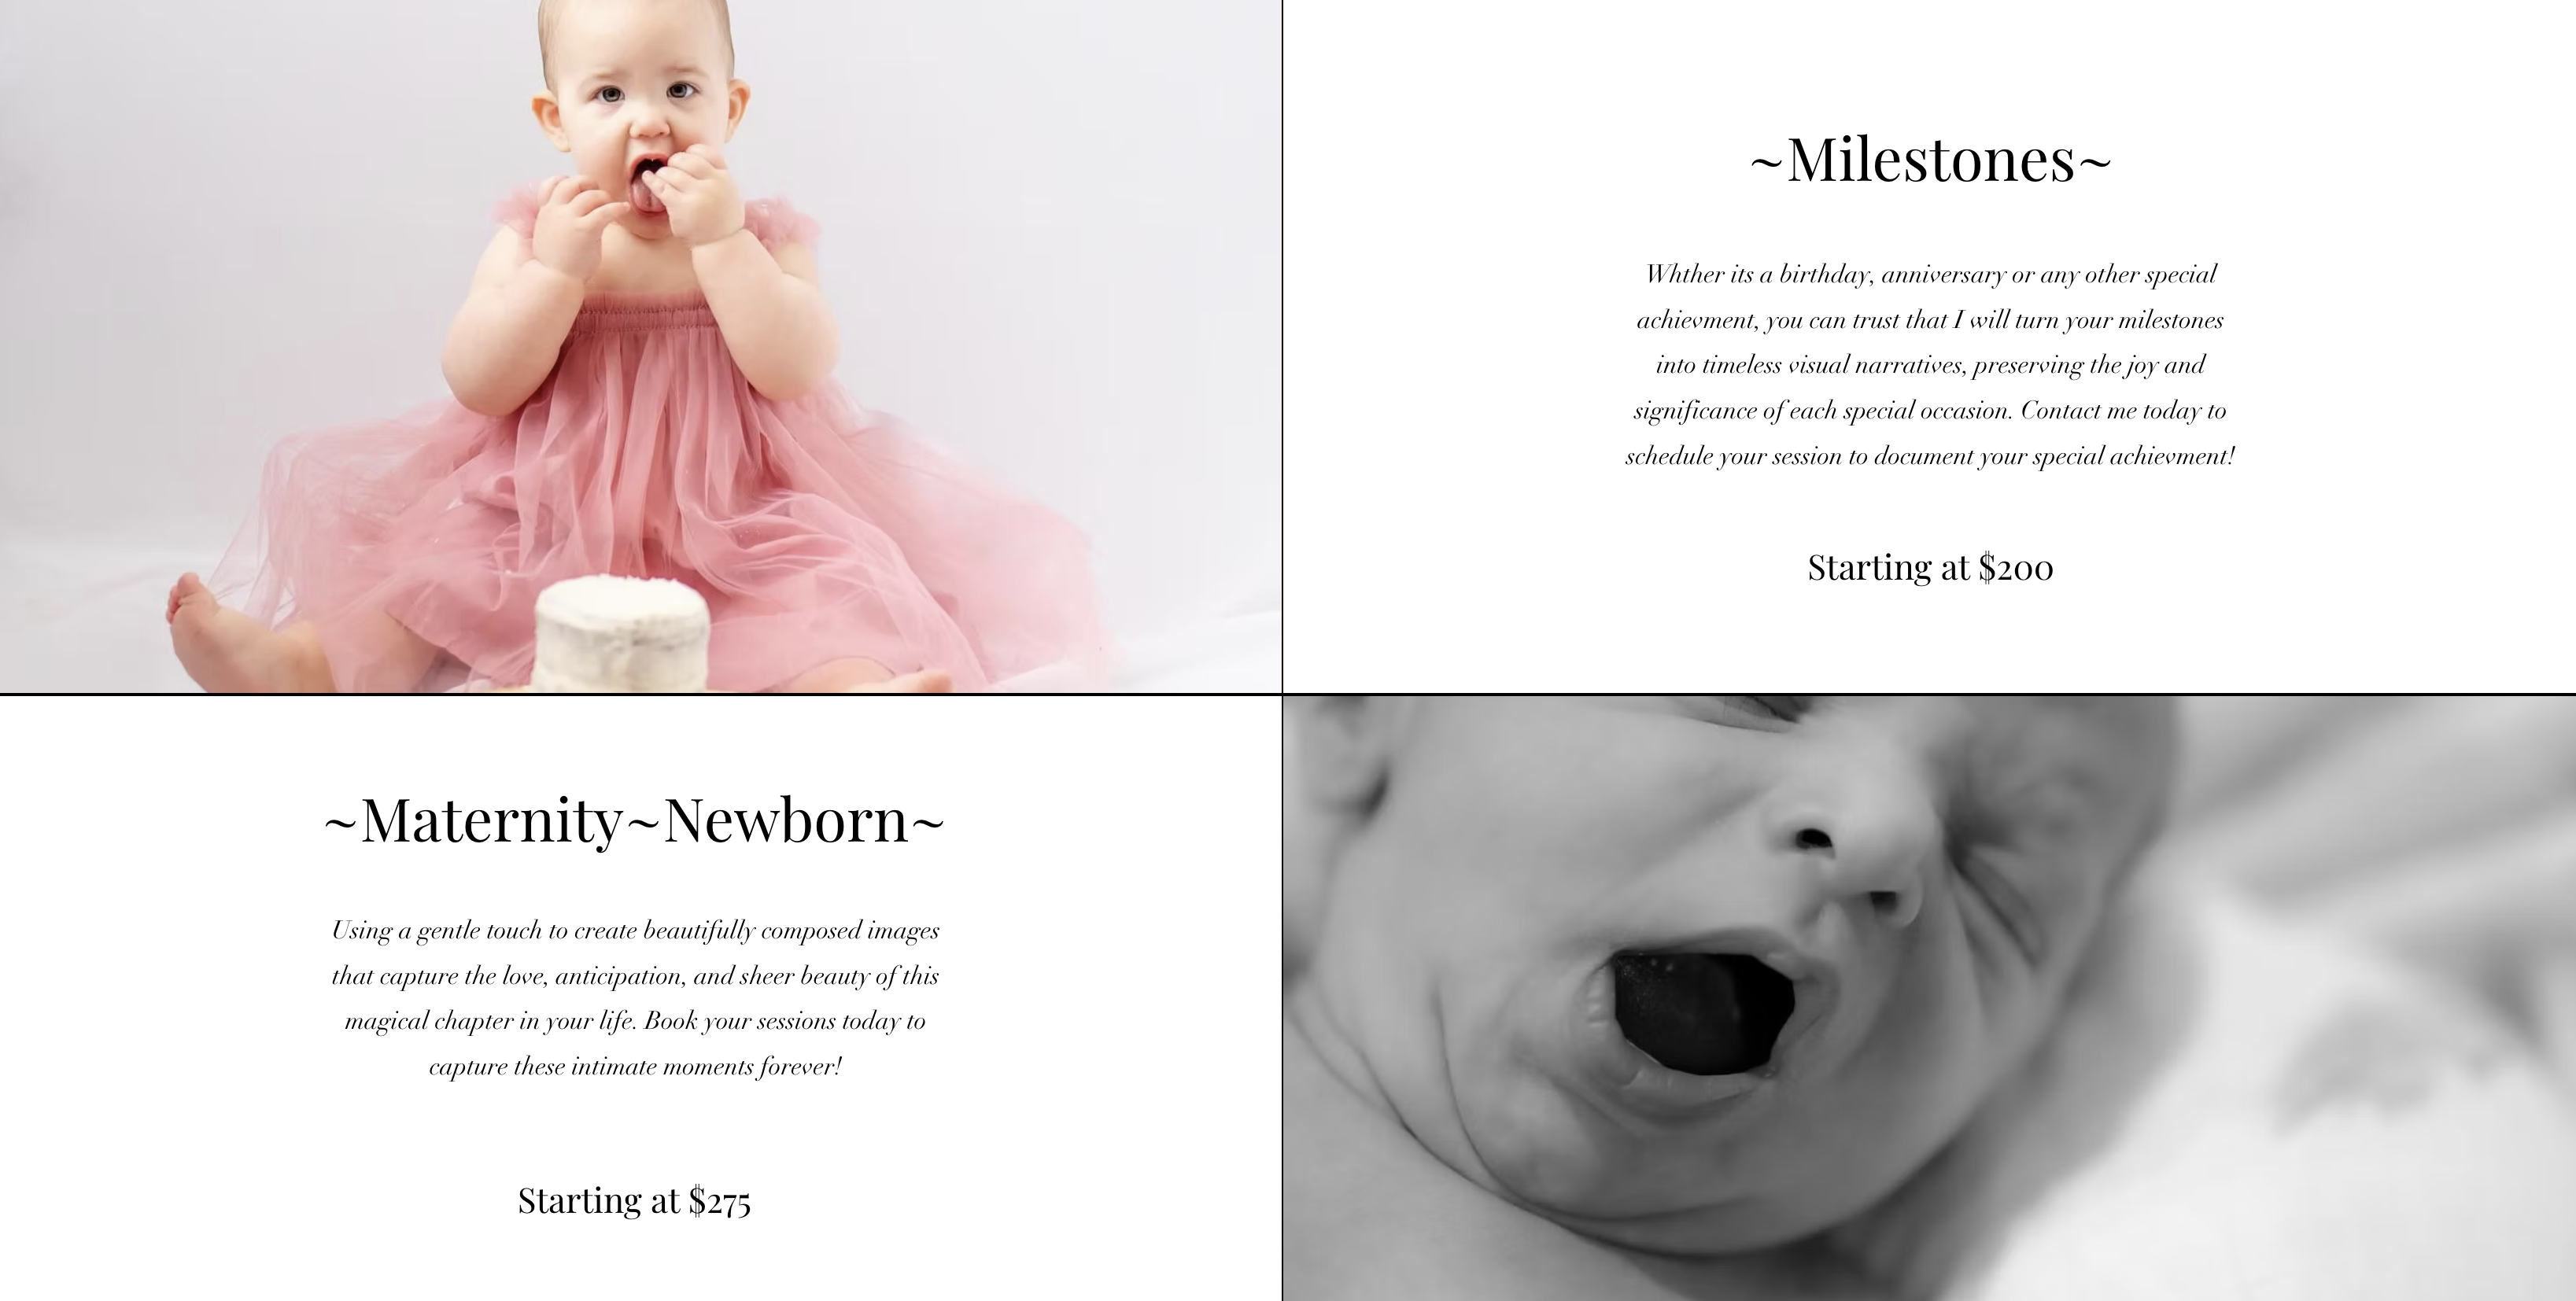 ~Milestones~
Whther its a birthday, anniversary or any other special
achievment, you can trust that I will turn your milestones
into timeless visual narratives, preserving the joy and
significance of each special occasion. Contact me today to
schedule your session to document your special achievment!
Starting at $200
~Maternity~Newborn~
Using a gentle touch to create beautifully composed images
that capture the love, anticipation, and sheer beauty of this
magical chapter in your life. Book your sessions today to
capture these intimate moments forever!
Starting at $275